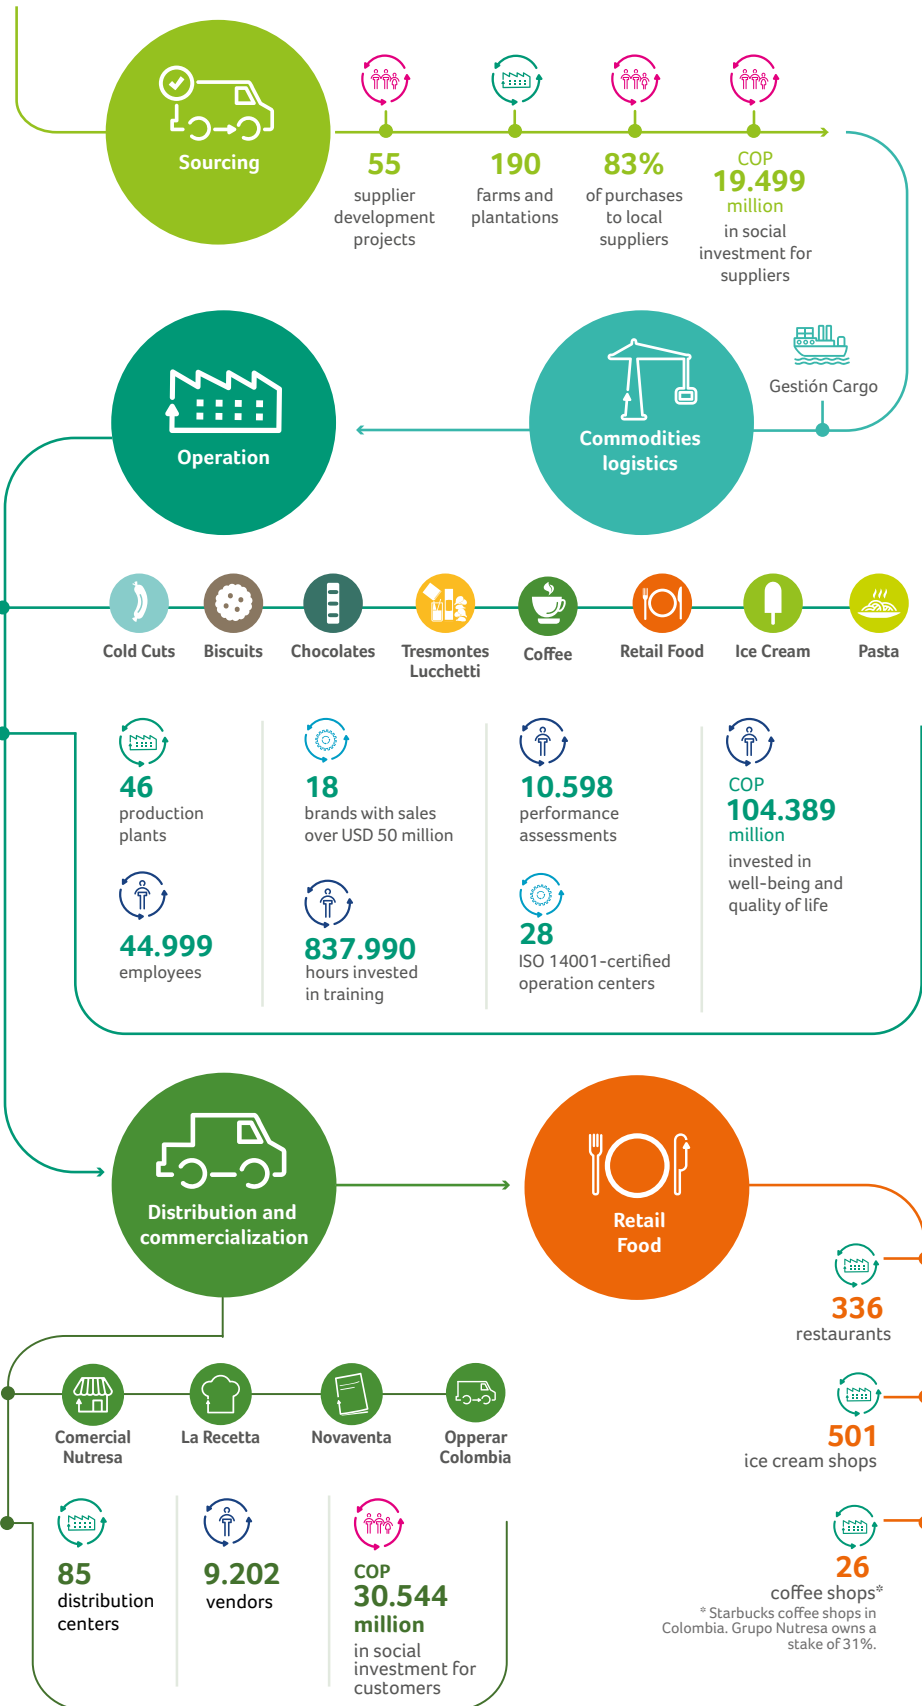 Sourcing
55
supplier
development
projects
190
farms and
plantations
83%
of purchases
to local
suppliers
COP
19.499
million
in social
investment for
suppliers
Gestión Cargo
Commodities
logistics
Operation
Cold Cuts
Biscuits
Chocolates
Tresmontes
Lucchetti
Coffee
Retail Food
Ice Cream
Pasta
46
production
plants
44.999
employees
18
brands with sales
over USD 50 million
837.990
hours invested
in training
10.598
performance
assessments
28
ISO 14001-certified
operation centers
COP
104.389
million
invested in
well-being and
quality of life
Distribution and
commercialization
Retail
Food
336
restaurants
501
ice cream shops
26
coffee shops*
* Starbucks coffee shops in
Colombia. Grupo Nutresa owns a
stake of 31%.
Comercial
Nutresa
La Recetta
Novaventa
Opperar
Colombia
85
distribution
centers
9.202
vendors
COP
30.544
million
in social
investment for
customers